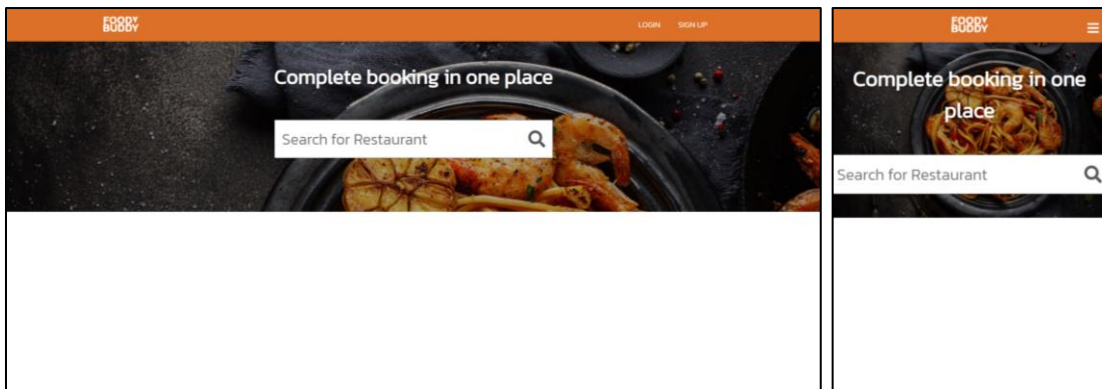 FOODY
BUDDY
LOGIN SIGN UP
Complete booking in one place
Search for Restaurant
FOODY
BUDDY
Complete booking in one
place
Search for Restaurant